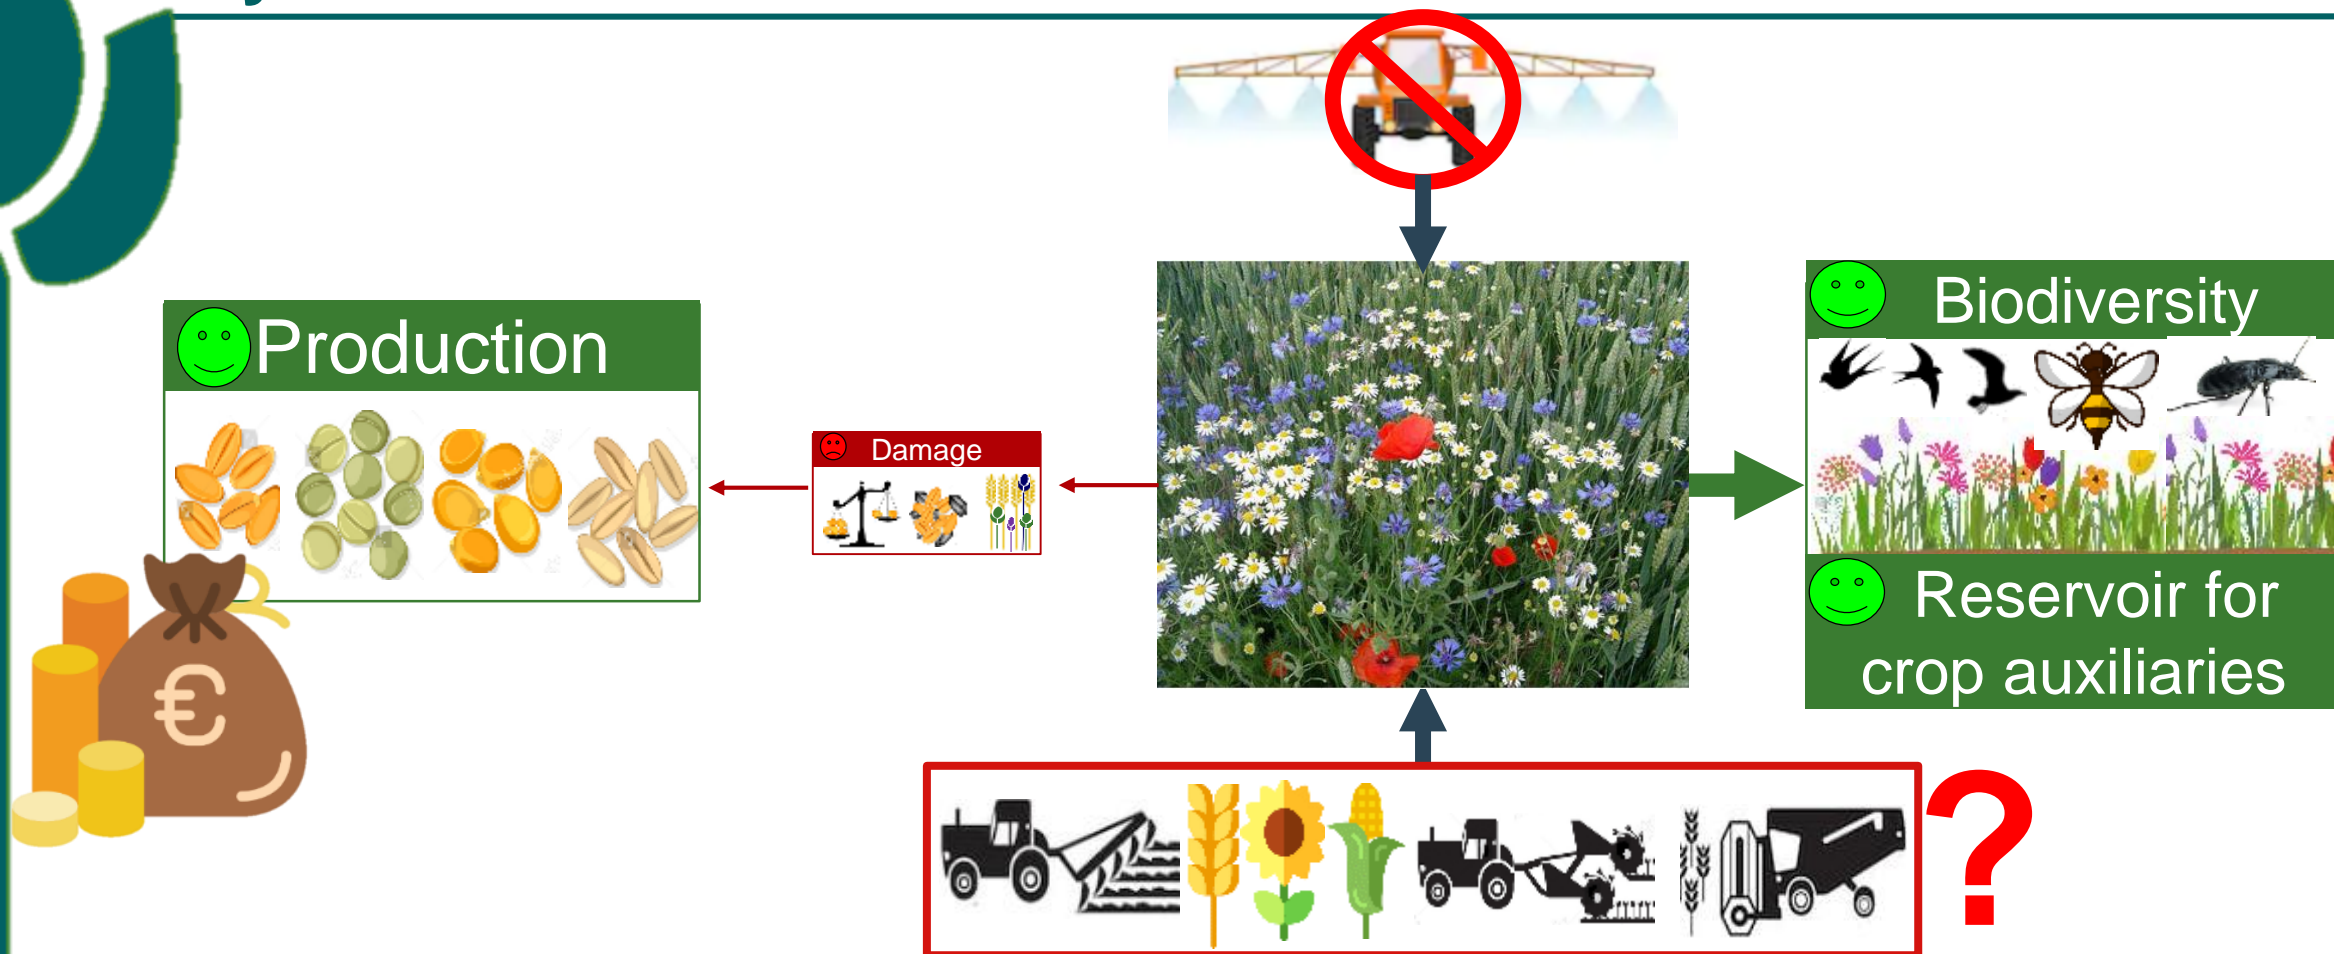 Production
Damage
Biodiversity
Reservoir for
crop auxiliaries
€
?